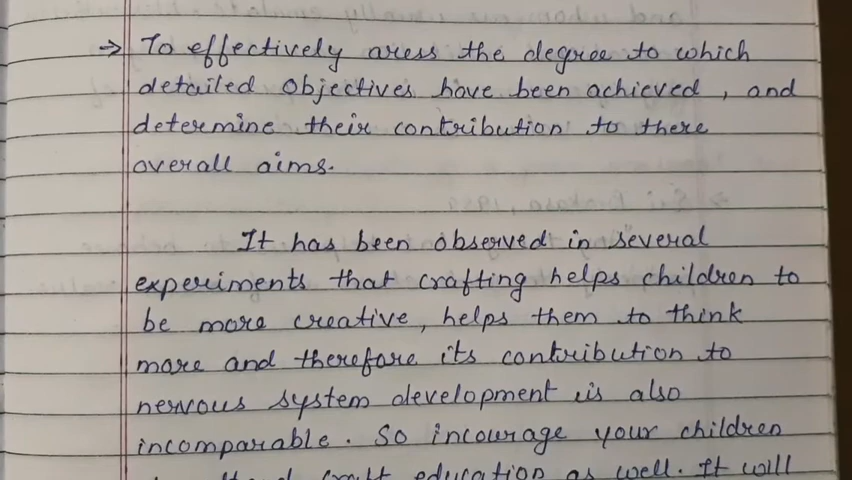 → To effectively asess the degree to which
detailed objectives have been achieved, and
determine their contribution to these
overall aims.
It has been observed in several
experiments that crafting helps children to
be more creative, helps them to think
more and therefore its contribution to
nervous system development is also
incomparable. So incourage your children
craft education as well. It will